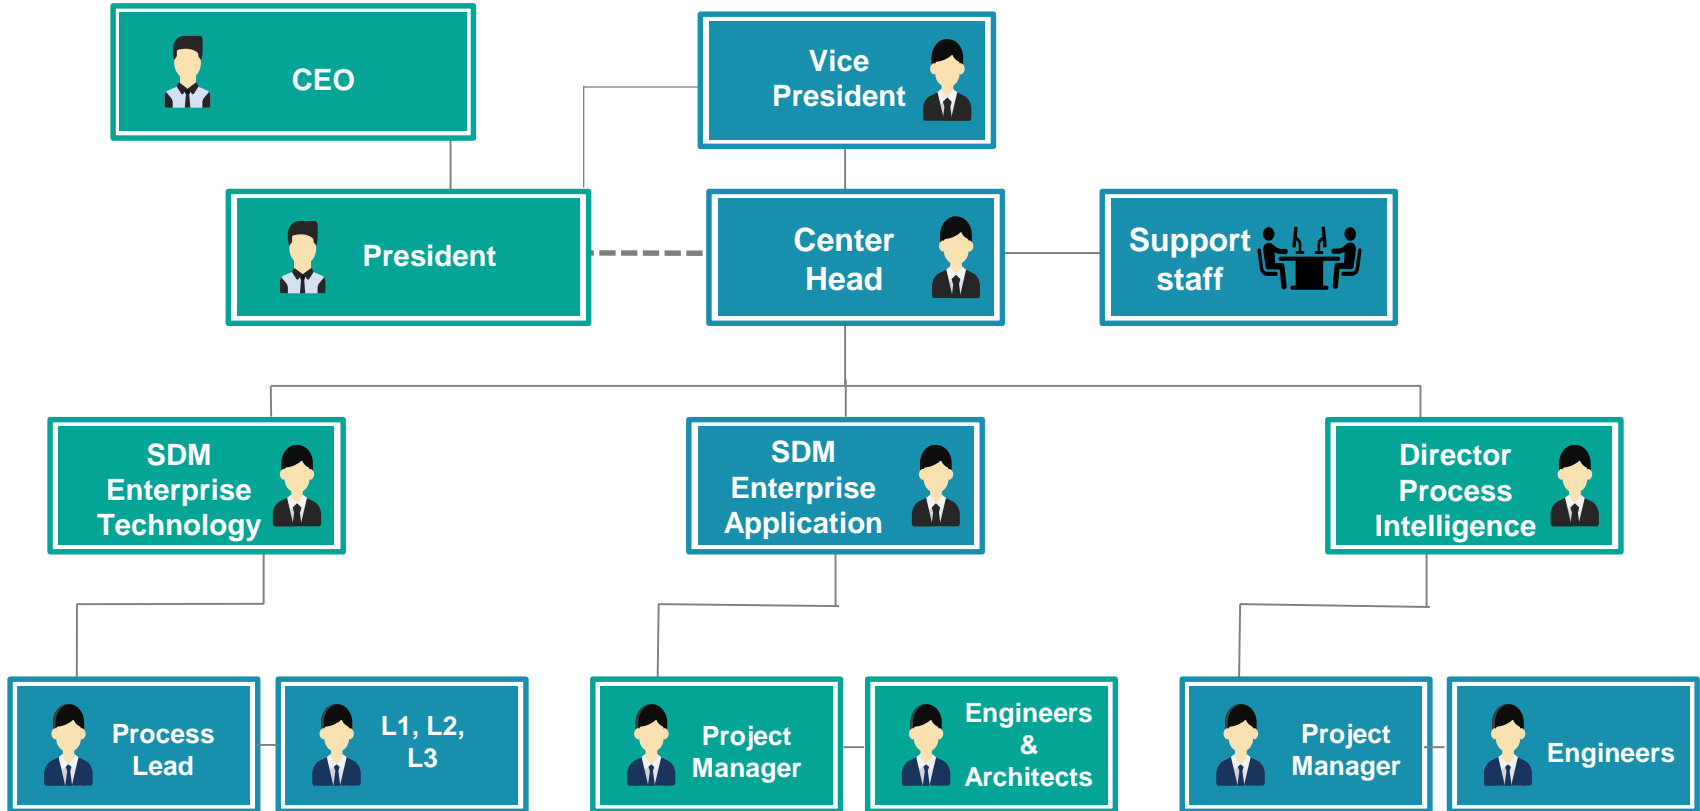 CEO
Vice
President
President
Center
Head
Support
staff
SDM
Enterprise
Technology
SDM
Enterprise
Application
Director
Process
Intelligence
Process
Lead
L1, L2,
L3
Project
Manager
Engineers
&
Architects
Project
Manager
Engineers